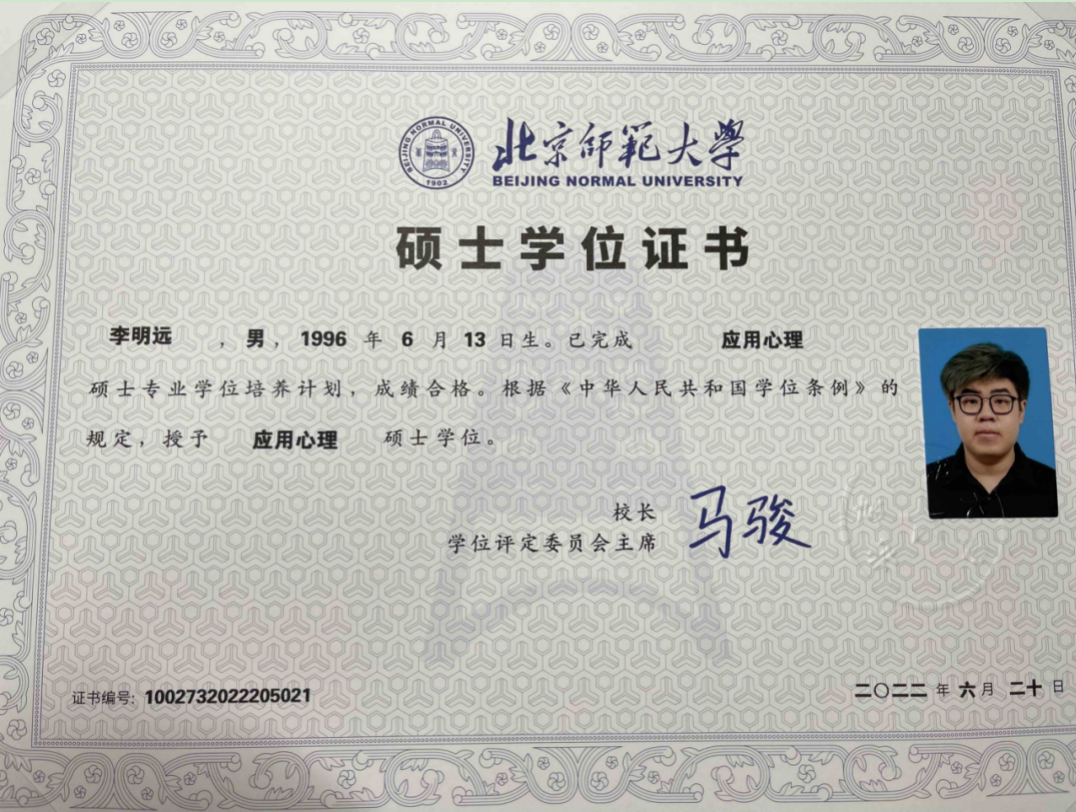 BEIJING NORMAL UNIVERSITY
1902
北京师範大學
BEIJING NORMAL UNIVERSITY
硕士学位证书
李明远，男，1996 年 6 月 13 日生。已完成 应用心理
硕士专业学位培养计划，成绩合格。根据《中华人民共和国学位条例》的
规定，授予 应用心理 硕士学位。
校长 马骏
学位评定委员会主席
证书编号: 1002732022205021
二〇二二年 六月 二十日